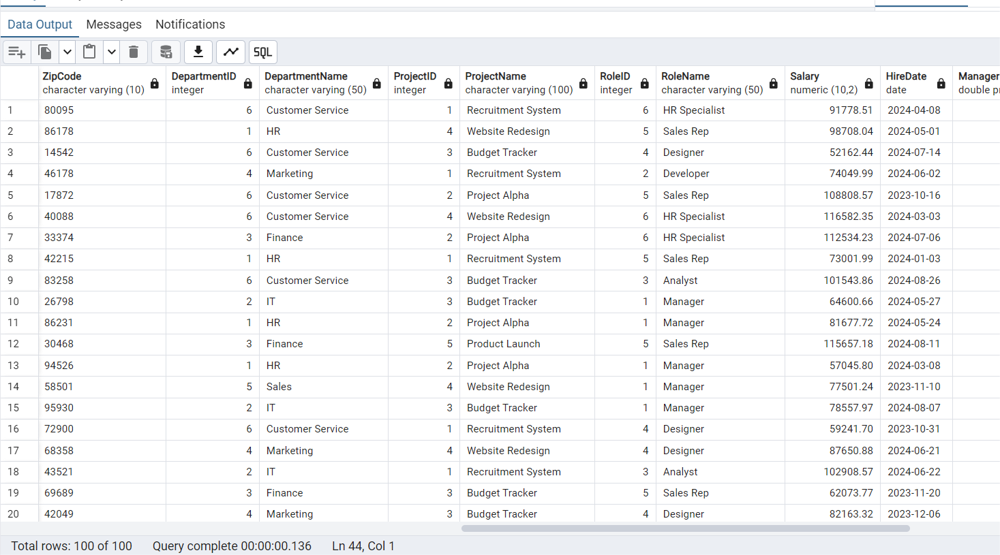 Data Output Messages Notifications
SQL
ZipCode DepartmentID DepartmentName ProjectID ProjectName RoleID RoleName Salary HireDate Manager
character varying (10) integer character varying (50) integer character varying (100) integer character varying (50) numeric (10,2) date double
1 80095 6 Customer Service 1 Recruitment System 6 HR Specialist 91778.51 2024-04-08
2 86178 1 HR 4 Website Redesign 5 Sales Rep 98708.04 2024-05-01
3 14542 6 Customer Service 3 Budget Tracker 4 Designer 52162.44 2024-07-14
4 46178 4 Marketing 1 Recruitment System 2 Developer 74049.99 2024-06-02
5 17872 6 Customer Service 2 Project Alpha 5 Sales Rep 108808.57 2023-10-16
6 40088 6 Customer Service 4 Website Redesign 6 HR Specialist 116582.35 2024-03-03
7 33374 3 Finance 2 Project Alpha 6 HR Specialist 112534.23 2024-07-06
8 42215 1 HR 1 Recruitment System 5 Sales Rep 73001.99 2024-01-03
9 83258 6 Customer Service 3 Budget Tracker 3 Analyst 101543.86 2024-08-26
10 26798 2 IT 3 Budget Tracker 1 Manager 64600.66 2024-05-27
11 86231 1 HR 2 Project Alpha 1 Manager 81677.72 2024-05-24
12 30468 3 Finance 5 Product Launch 5 Sales Rep 115657.18 2024-08-11
13 94526 1 HR 2 Project Alpha 1 Manager 57045.80 2024-03-08
14 58501 5 Sales 4 Website Redesign 1 Manager 77501.24 2023-11-10
15 95930 2 IT 3 Budget Tracker 1 Manager 78557.97 2024-08-07
16 72900 6 Customer Service 1 Recruitment System 4 Designer 59241.70 2023-10-31
17 68358 4 Marketing 4 Website Redesign 4 Designer 87650.88 2024-06-21
18 43521 2 IT 1 Recruitment System 3 Analyst 102908.57 2024-06-22
19 69689 3 Finance 3 Budget Tracker 5 Sales Rep 62073.77 2023-11-20
20 42049 4 Marketing 3 Budget Tracker 4 Designer 82163.32 2023-12-06
Total rows: 100 of 100 Query complete 00:00:00.136 Ln 44, Col 1